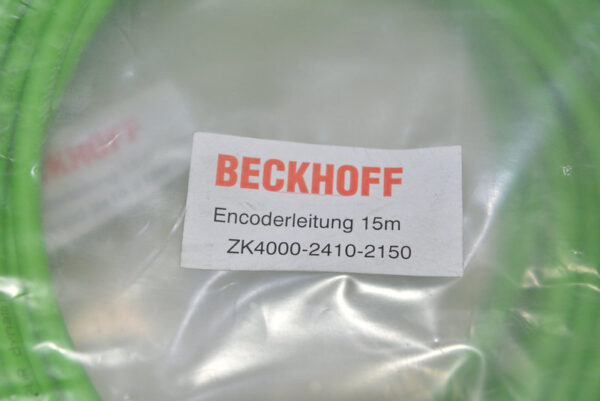 BECKHOFF
Encoderleitung 15m
ZK4000-2410-2150